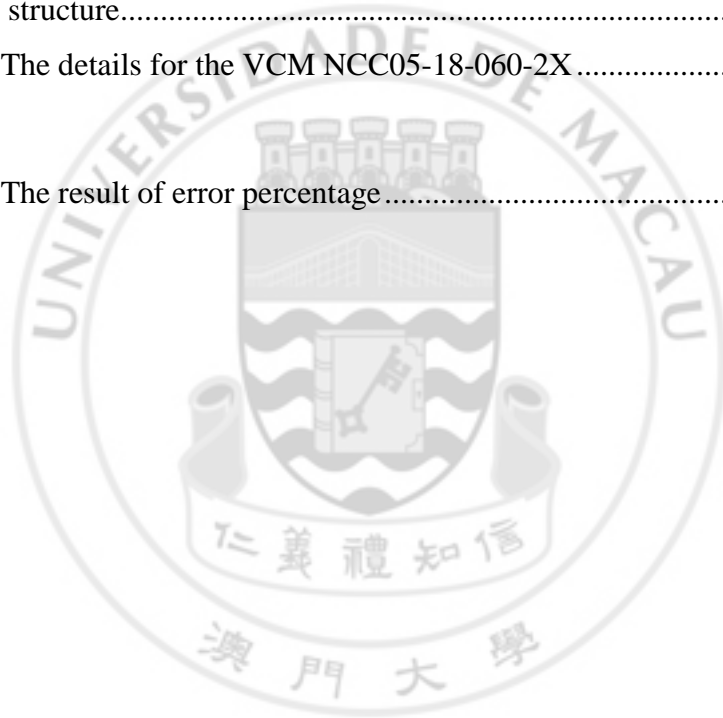 structure.......................................................................
The details for the VCM NCC05-18-060-2X...................
The result of error percentage..........................................
UNIVERSIDADE DE MACAU
仁義禮知信
澳門大學